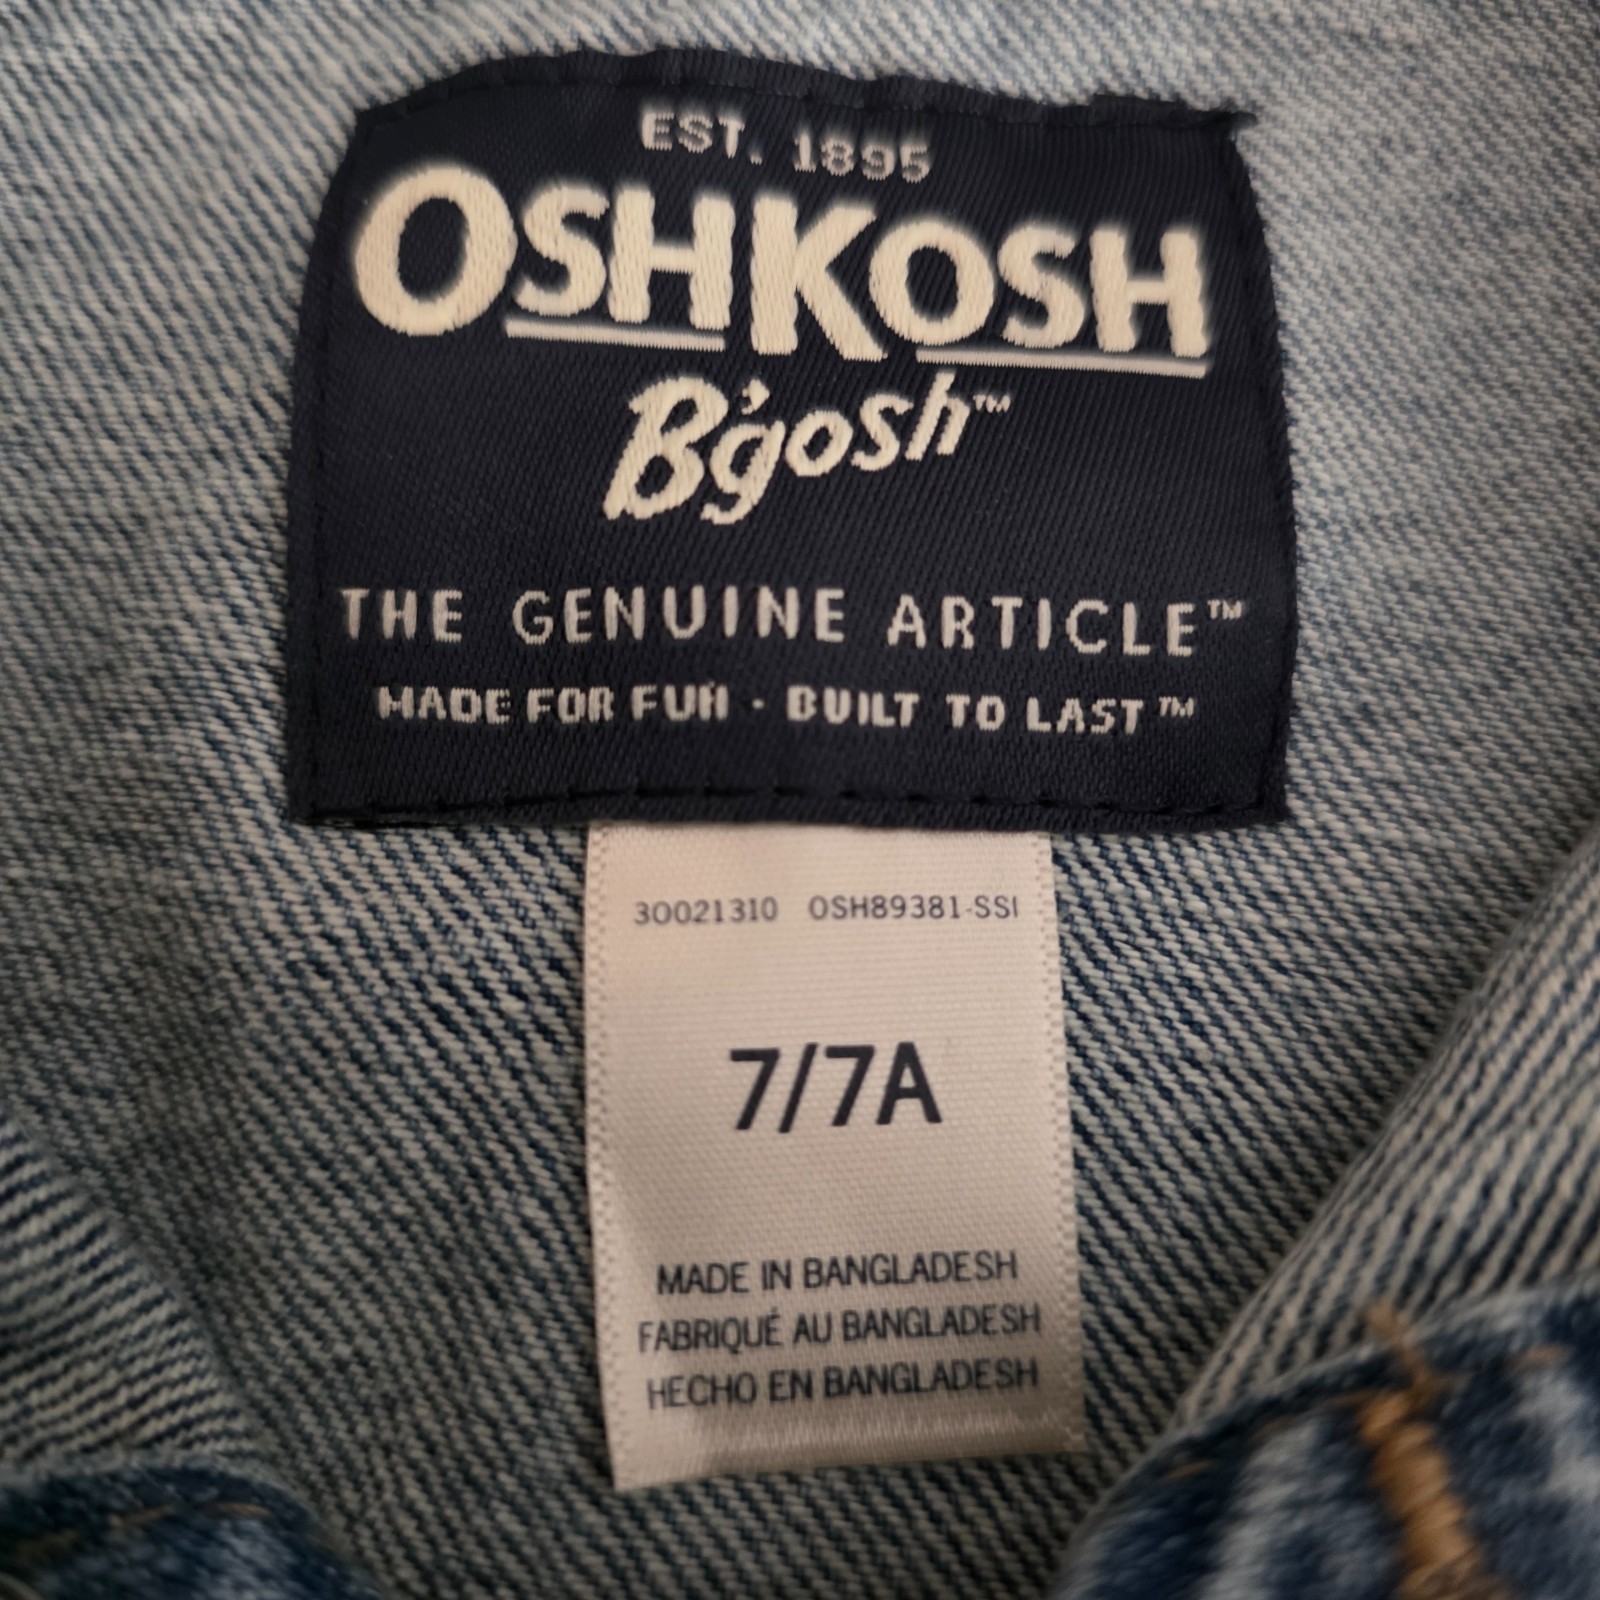 EST. 1895
OSHKOSH
B'gosh™
THE GENUINE ARTICLE™
MADE FOR FUN · BUILT TO LAST™
30021310 OSH89381-SSI
7/7A
MADE IN BANGLADESH
FABRIQUÉ AU BANGLADESH
HECHO EN BANGLADESH